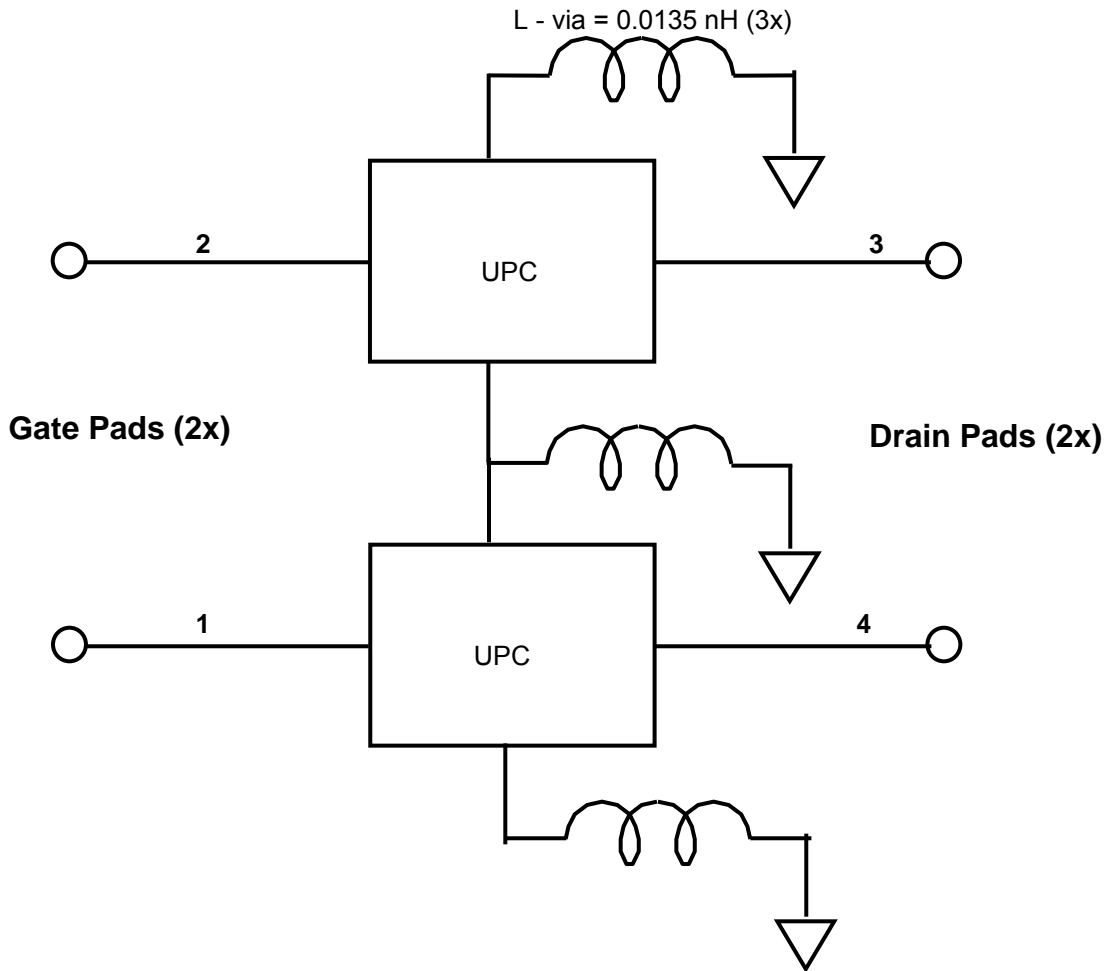 L - via = 0.0135 nH (3x)
2
3
UPC
Gate Pads (2x)
Drain Pads (2x)
1
4
UPC